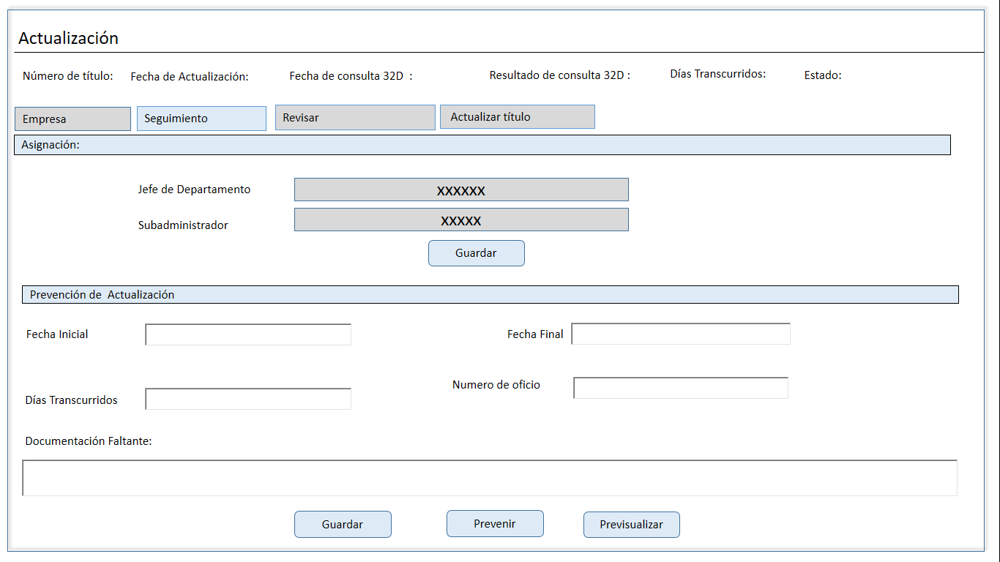 Actualización
Número de título: Fecha de Actualización: Fecha de consulta 32D : Resultado de consulta 32D : Días Transcurridos: Estado:
Empresa Seguimiento Revisar Actualizar título
Asignación:
Jefe de Departamento XXXXXX
Subadministrador XXXXX
Guardar
Prevención de Actualización
Fecha Inicial Fecha Final
Numero de oficio
Días Transcurridos
Documentación Faltante:
Guardar Prevenir Previsualizar